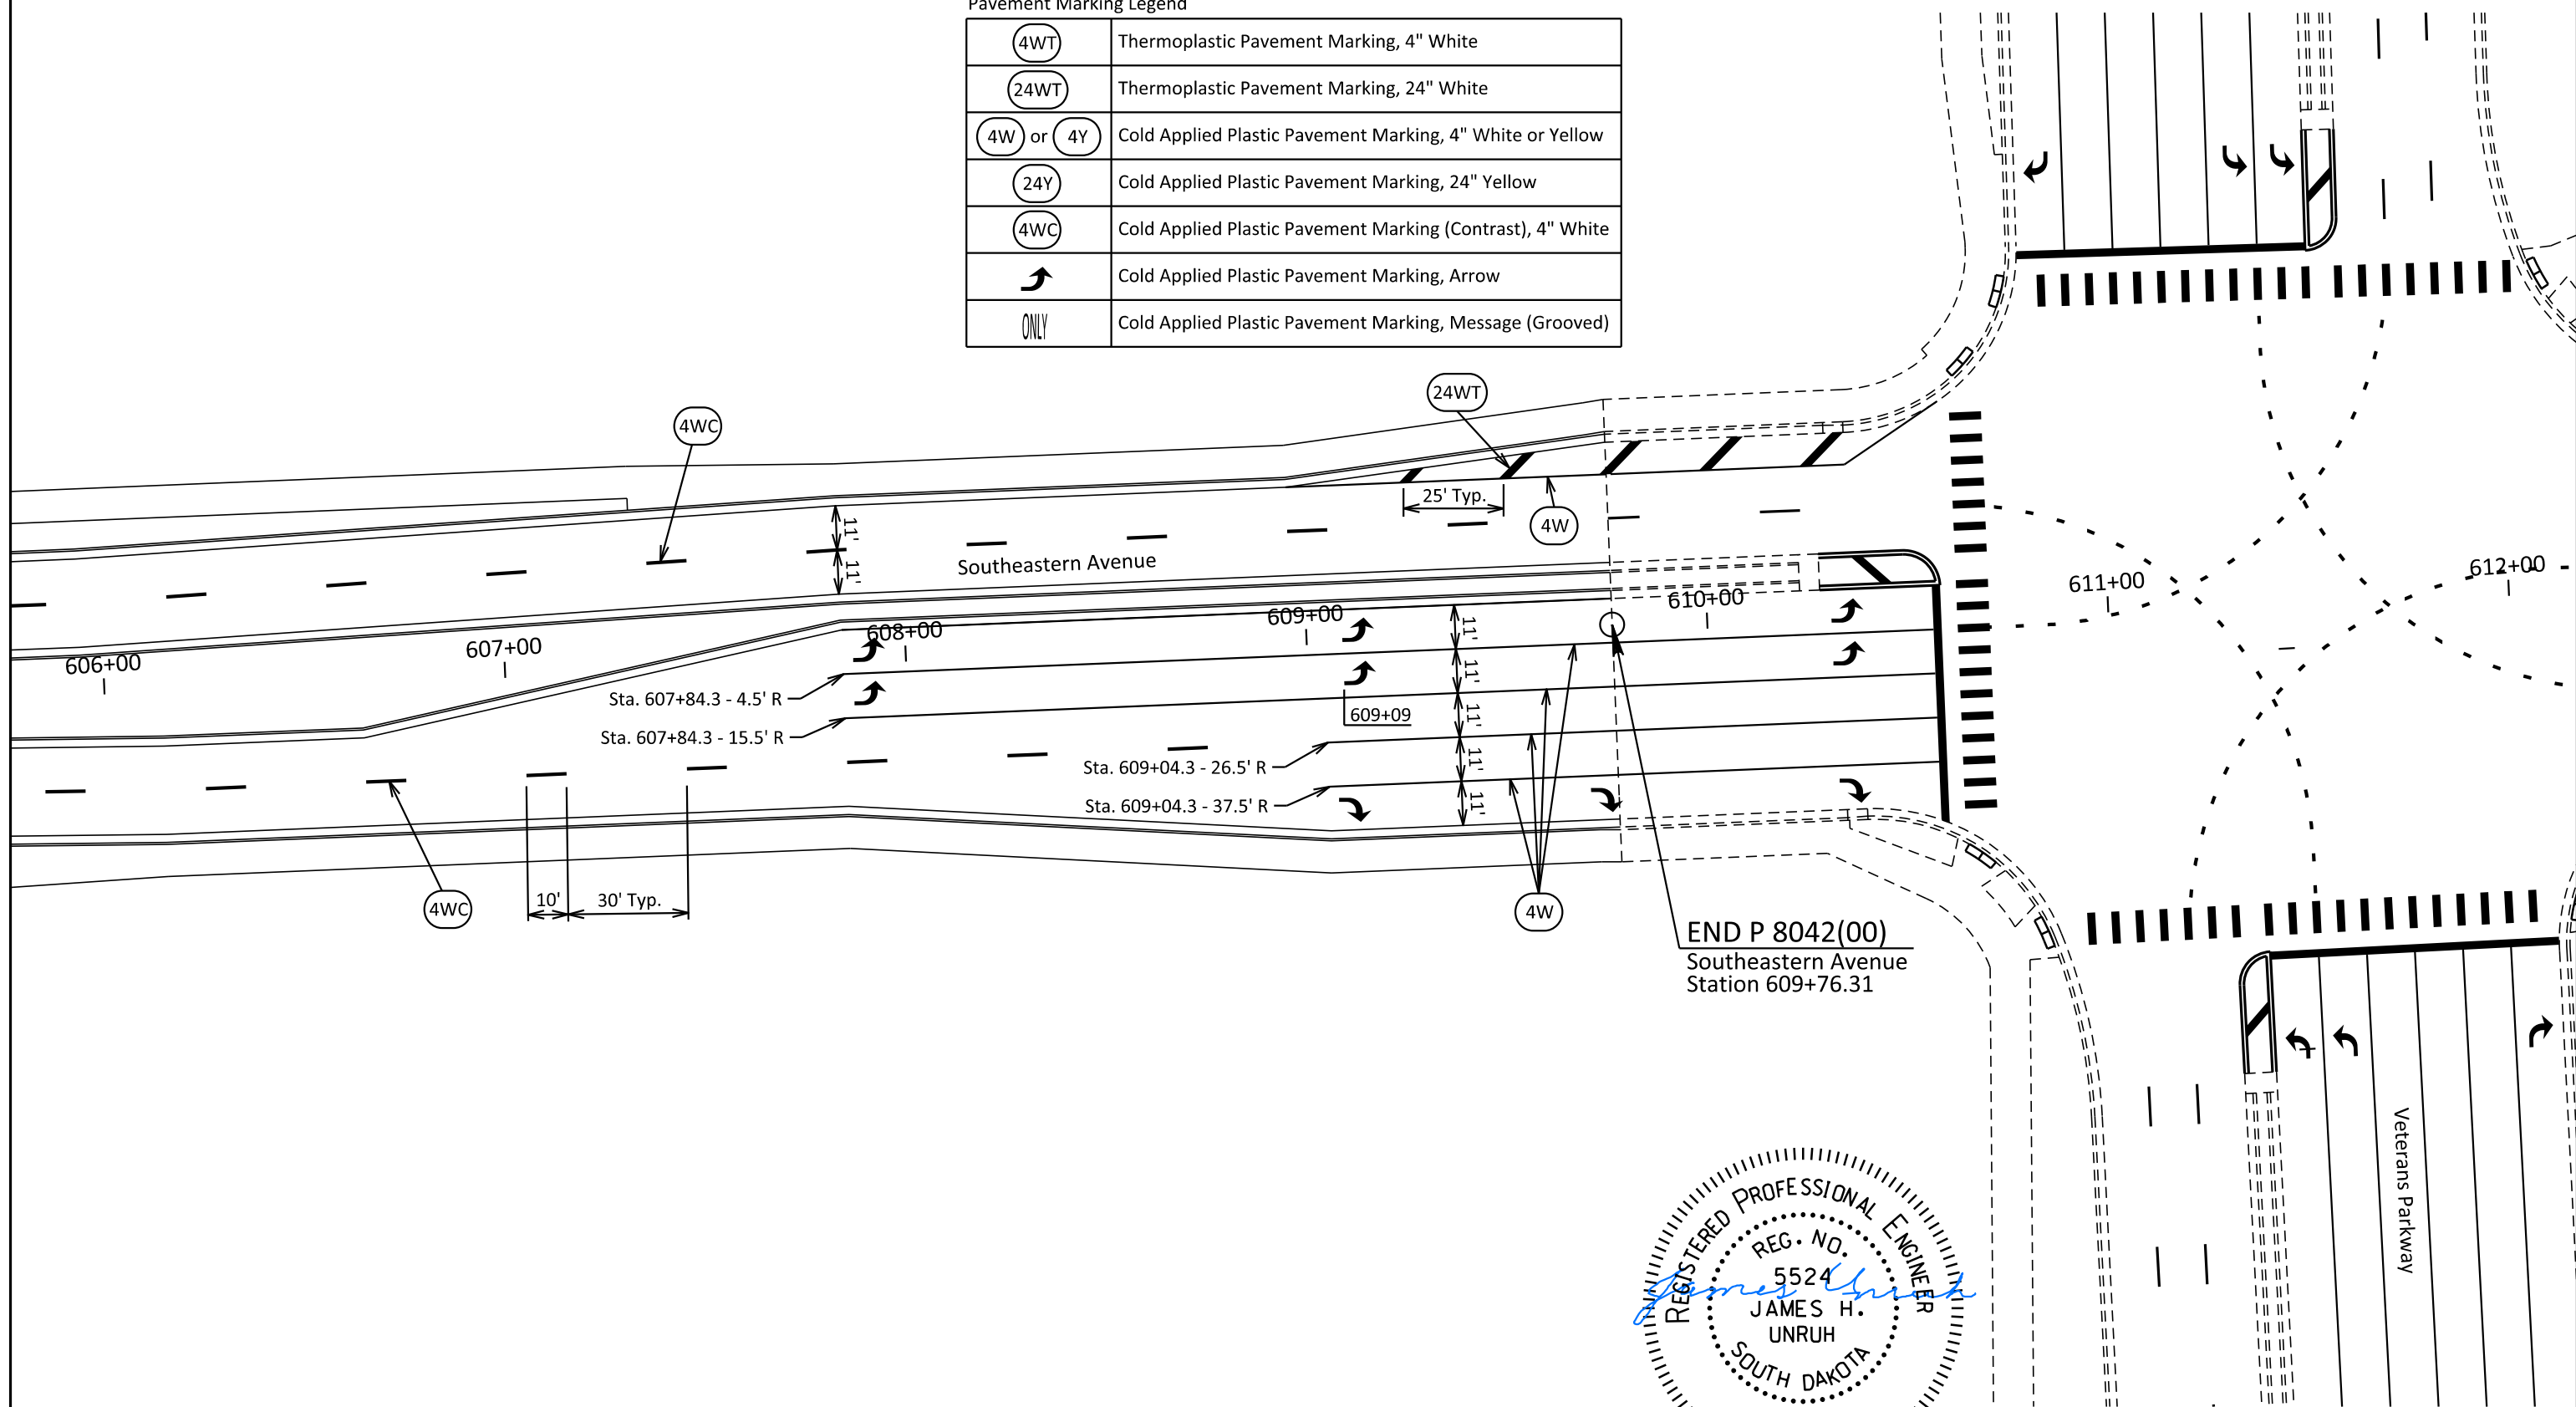 Pavement Marking Legend
4WT Thermoplastic Pavement Marking, 4" White
24WT Thermoplastic Pavement Marking, 24" White
4W or 4Y Cold Applied Plastic Pavement Marking, 4" White or Yellow
24Y Cold Applied Plastic Pavement Marking, 24" Yellow
4WC Cold Applied Plastic Pavement Marking (Contrast), 4" White
Cold Applied Plastic Pavement Marking, Arrow
ONLY Cold Applied Plastic Pavement Marking, Message (Grooved)
24WT
4WC
25' Typ.
4W
11'
11'
Southeastern Avenue
606+00
607+00
608+00
609+00
610+00
611+00
612+00
Sta. 607+84.3 - 4.5' R
Sta. 607+84.3 - 15.5' R
609+09
Sta. 609+04.3 - 26.5' R
Sta. 609+04.3 - 37.5' R
11'
11'
11'
11'
11'
10'
30' Typ.
4WC
4W
END P 8042(00)
Southeastern Avenue
Station 609+76.31
Veterans Parkway
REGISTERED PROFESSIONAL ENGINEER
REG. NO.
5524
James Unruh
JAMES H.
UNRUH
SOUTH DAKOTA